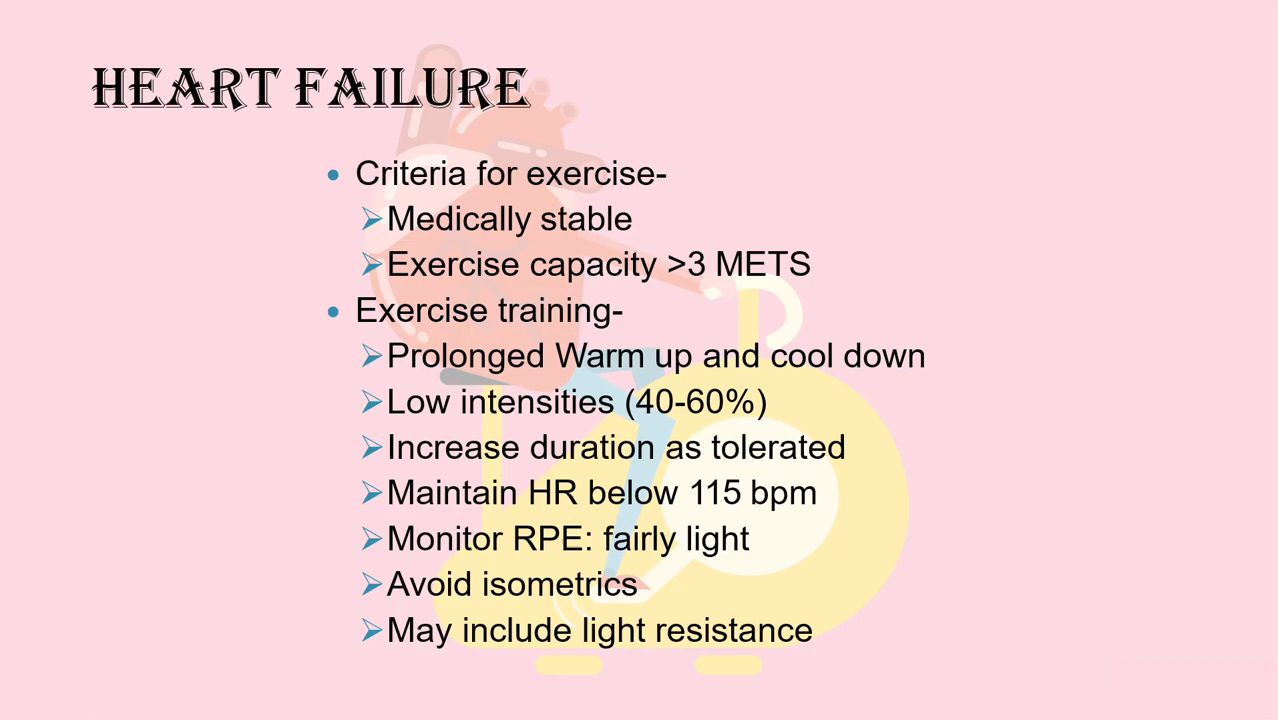 HEART FAILURE
• Criteria for exercise-
➢Medically stable
➢Exercise capacity >3 METS
• Exercise training-
➢Prolonged Warm up and cool down
➢Low intensities (40-60%)
➢Increase duration as tolerated
➢Maintain HR below 115 bpm
➢Monitor RPE: fairly light
➢Avoid isometrics
➢May include light resistance